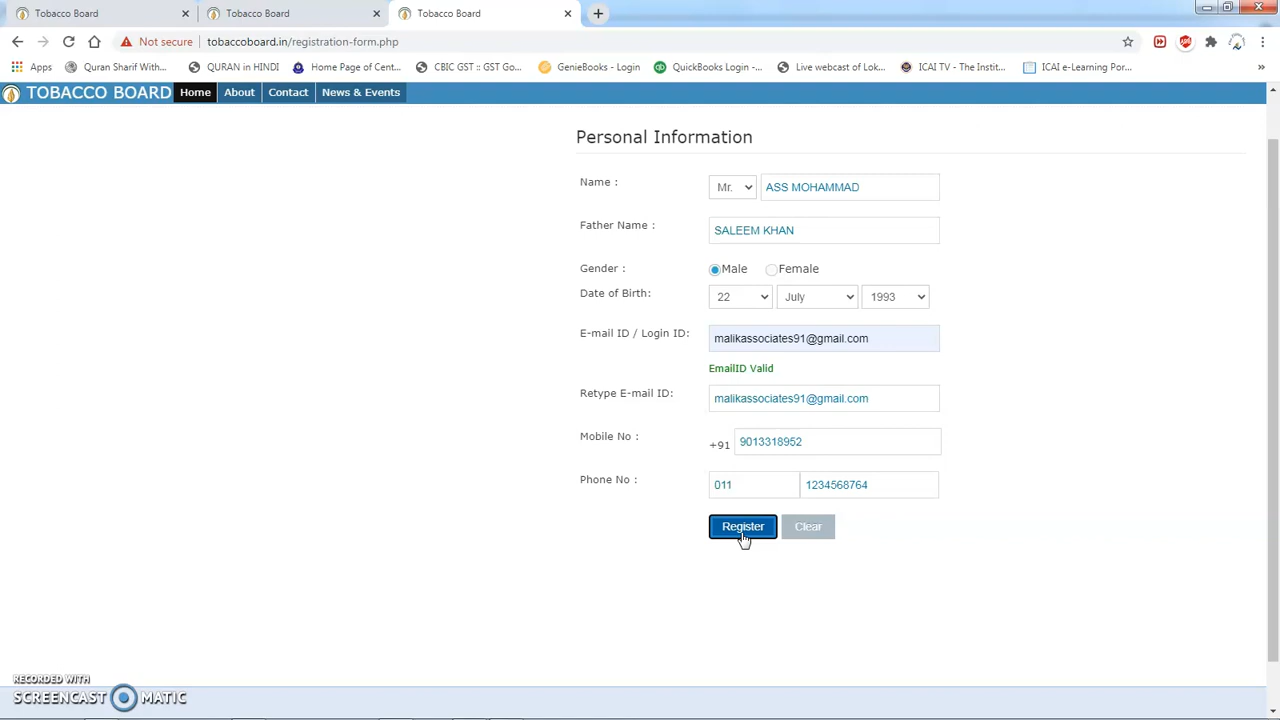 Tobacco Board Tobacco Board Tobacco Board
Not secure tobaccoboard.in/registration-form.php
Apps Quran Sharif With... QURAN in HINDI Home Page of Cent... CBIC GST :: GST Go... GenieBooks - Login QuickBooks Login -... Live webcast of Lok... ICAI TV - The Instit... ICAI e-Learning Por... »
TOBACCO BOARD Home About Contact News & Events
Personal Information
Name : Mr. ASS MOHAMMAD
Father Name : SALEEM KHAN
Gender : Male Female
Date of Birth: 22 July 1993
E-mail ID / Login ID: malikassociates91@gmail.com
EmailID Valid
Retype E-mail ID: malikassociates91@gmail.com
Mobile No : +91 9013318952
Phone No : 011 1234568764
Register Clear
RECORDED WITH
SCREENCAST MATIC